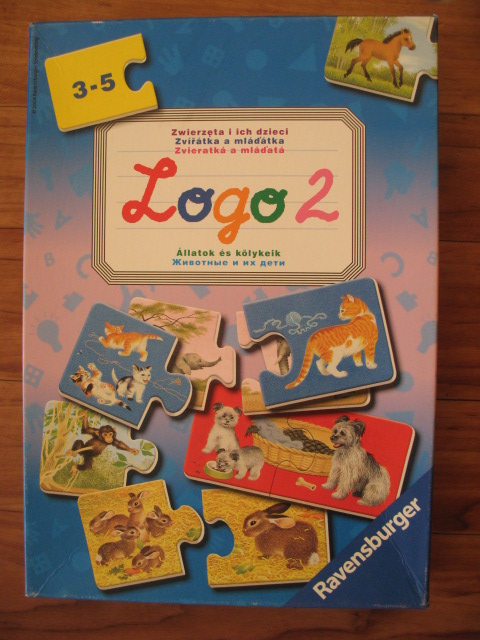 3-5
Zwierzęta i ich dzieci
Zvířátka a mláďátka
Zvieratká a mláďatá
Logo 2
Állatok és kölykeik
Животные и их дети
Ravensburger